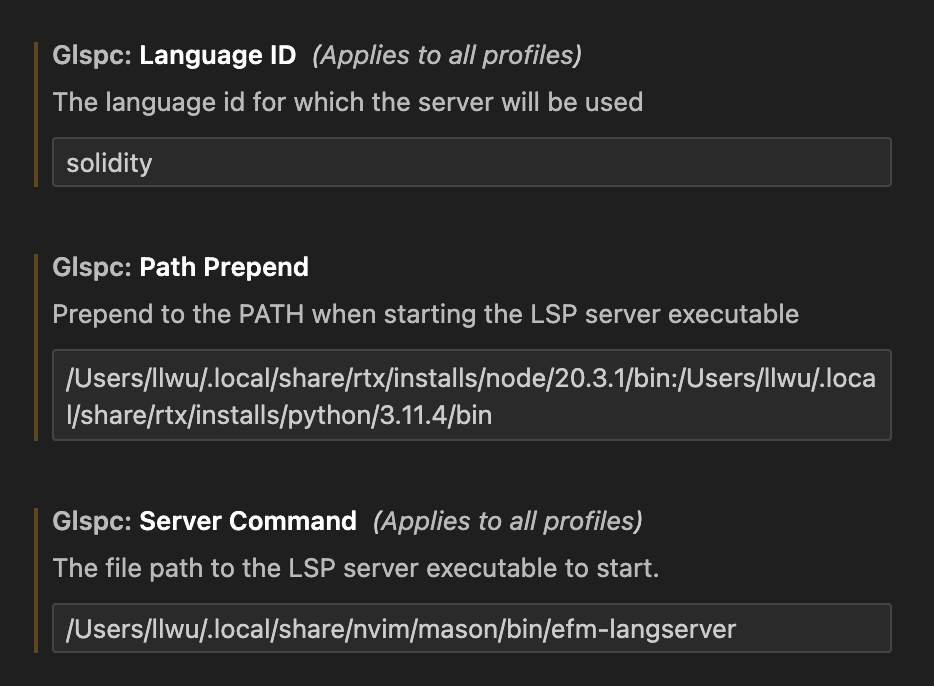 Glspc: Language ID (Applies to all profiles)
The language id for which the server will be used
solidity
Glspc: Path Prepend
Prepend to the PATH when starting the LSP server executable
/Users/llwu/.local/share/rtx/installs/node/20.3.1/bin:/Users/llwu/.loca
l/share/rtx/installs/python/3.11.4/bin
Glspc: Server Command (Applies to all profiles)
The file path to the LSP server executable to start.
/Users/llwu/.local/share/nvim/mason/bin/efm-langserver